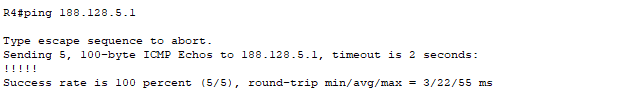 R4#ping 188.128.5.1
Type escape sequence to abort.
Sending 5, 100-byte ICMP Echos to 188.128.5.1, timeout is 2 seconds:
!!!!!
Success rate is 100 percent (5/5), round-trip min/avg/max = 3/22/55 ms